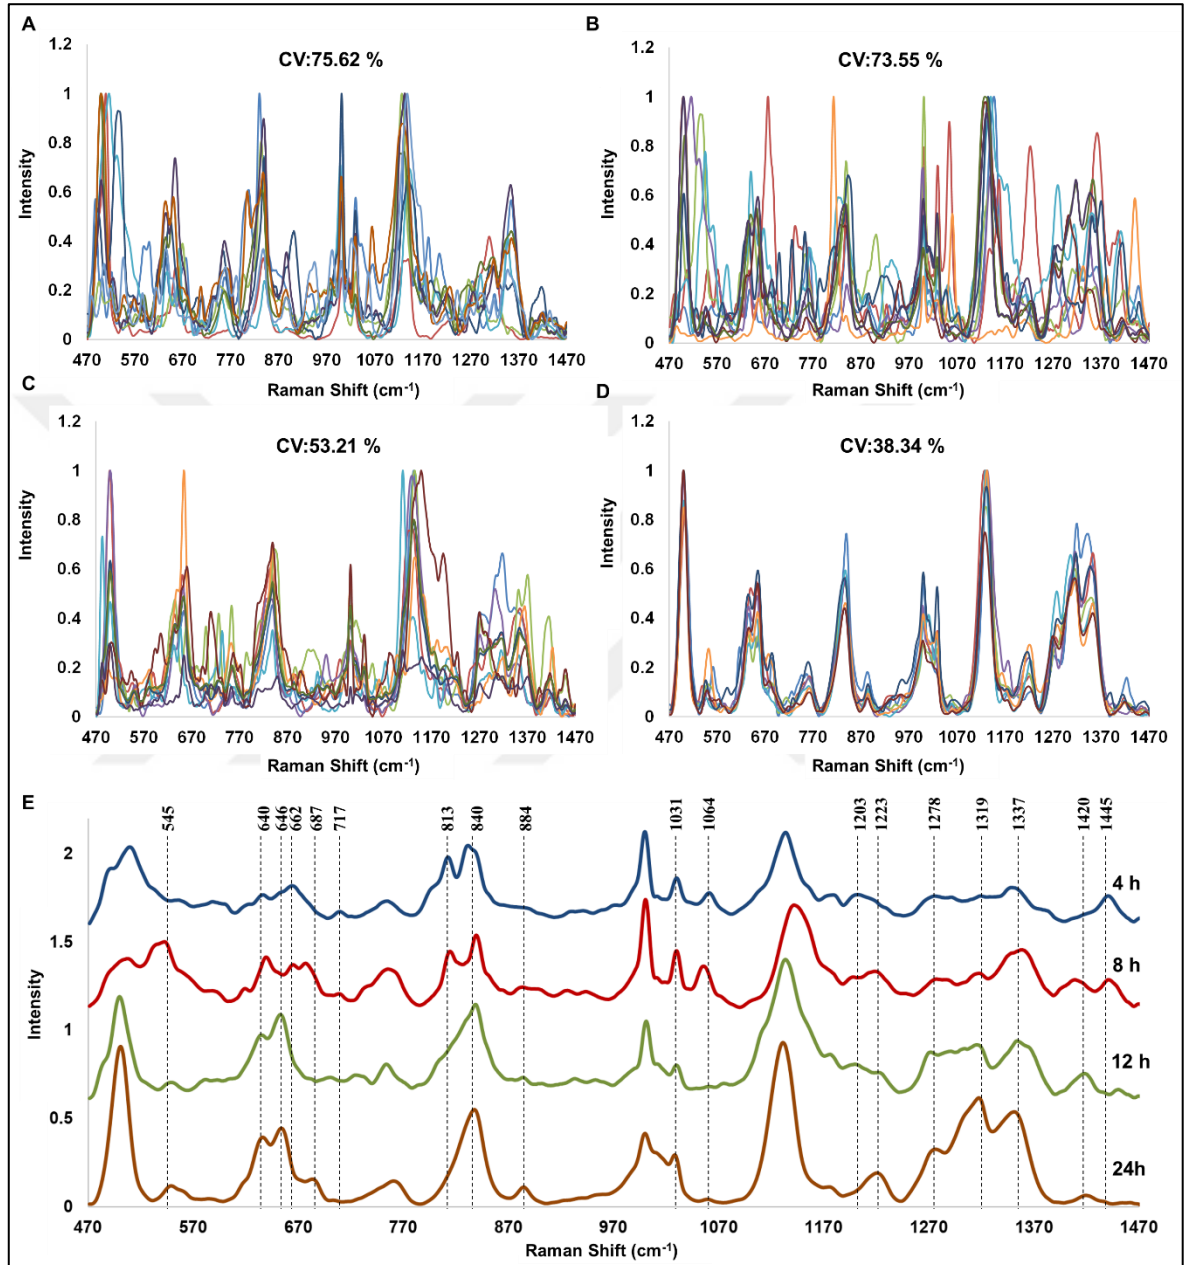 A
CV:75.62 %
1.2
1
0.8
0.6
0.4
0.2
0
Intensity
470 570 670 770 870 970 1070 1170 1270 1370 1470
Raman Shift (cm-1)
B
CV:73.55 %
1.2
1
0.8
0.6
0.4
0.2
0
Intensity
470 570 670 770 870 970 1070 1170 1270 1370 1470
Raman Shift (cm-1)
C
CV:53.21 %
1.2
1
0.8
0.6
0.4
0.2
0
Intensity
470 570 670 770 870 970 1070 1170 1270 1370 1470
Raman Shift (cm-1)
D
CV:38.34 %
1.2
1
0.8
0.6
0.4
0.2
0
Intensity
470 570 670 770 870 970 1070 1170 1270 1370 1470
Raman Shift (cm-1)
E
545 640 646 662 687 717 813 840 884 1031 1064 1203 1223 1278 1319 1337 1420 1445
2
1.5
1
0.5
0
Intensity
4 h
8 h
12 h
24h
470 570 670 770 870 970 1070 1170 1270 1370 1470
Raman Shift (cm-1)